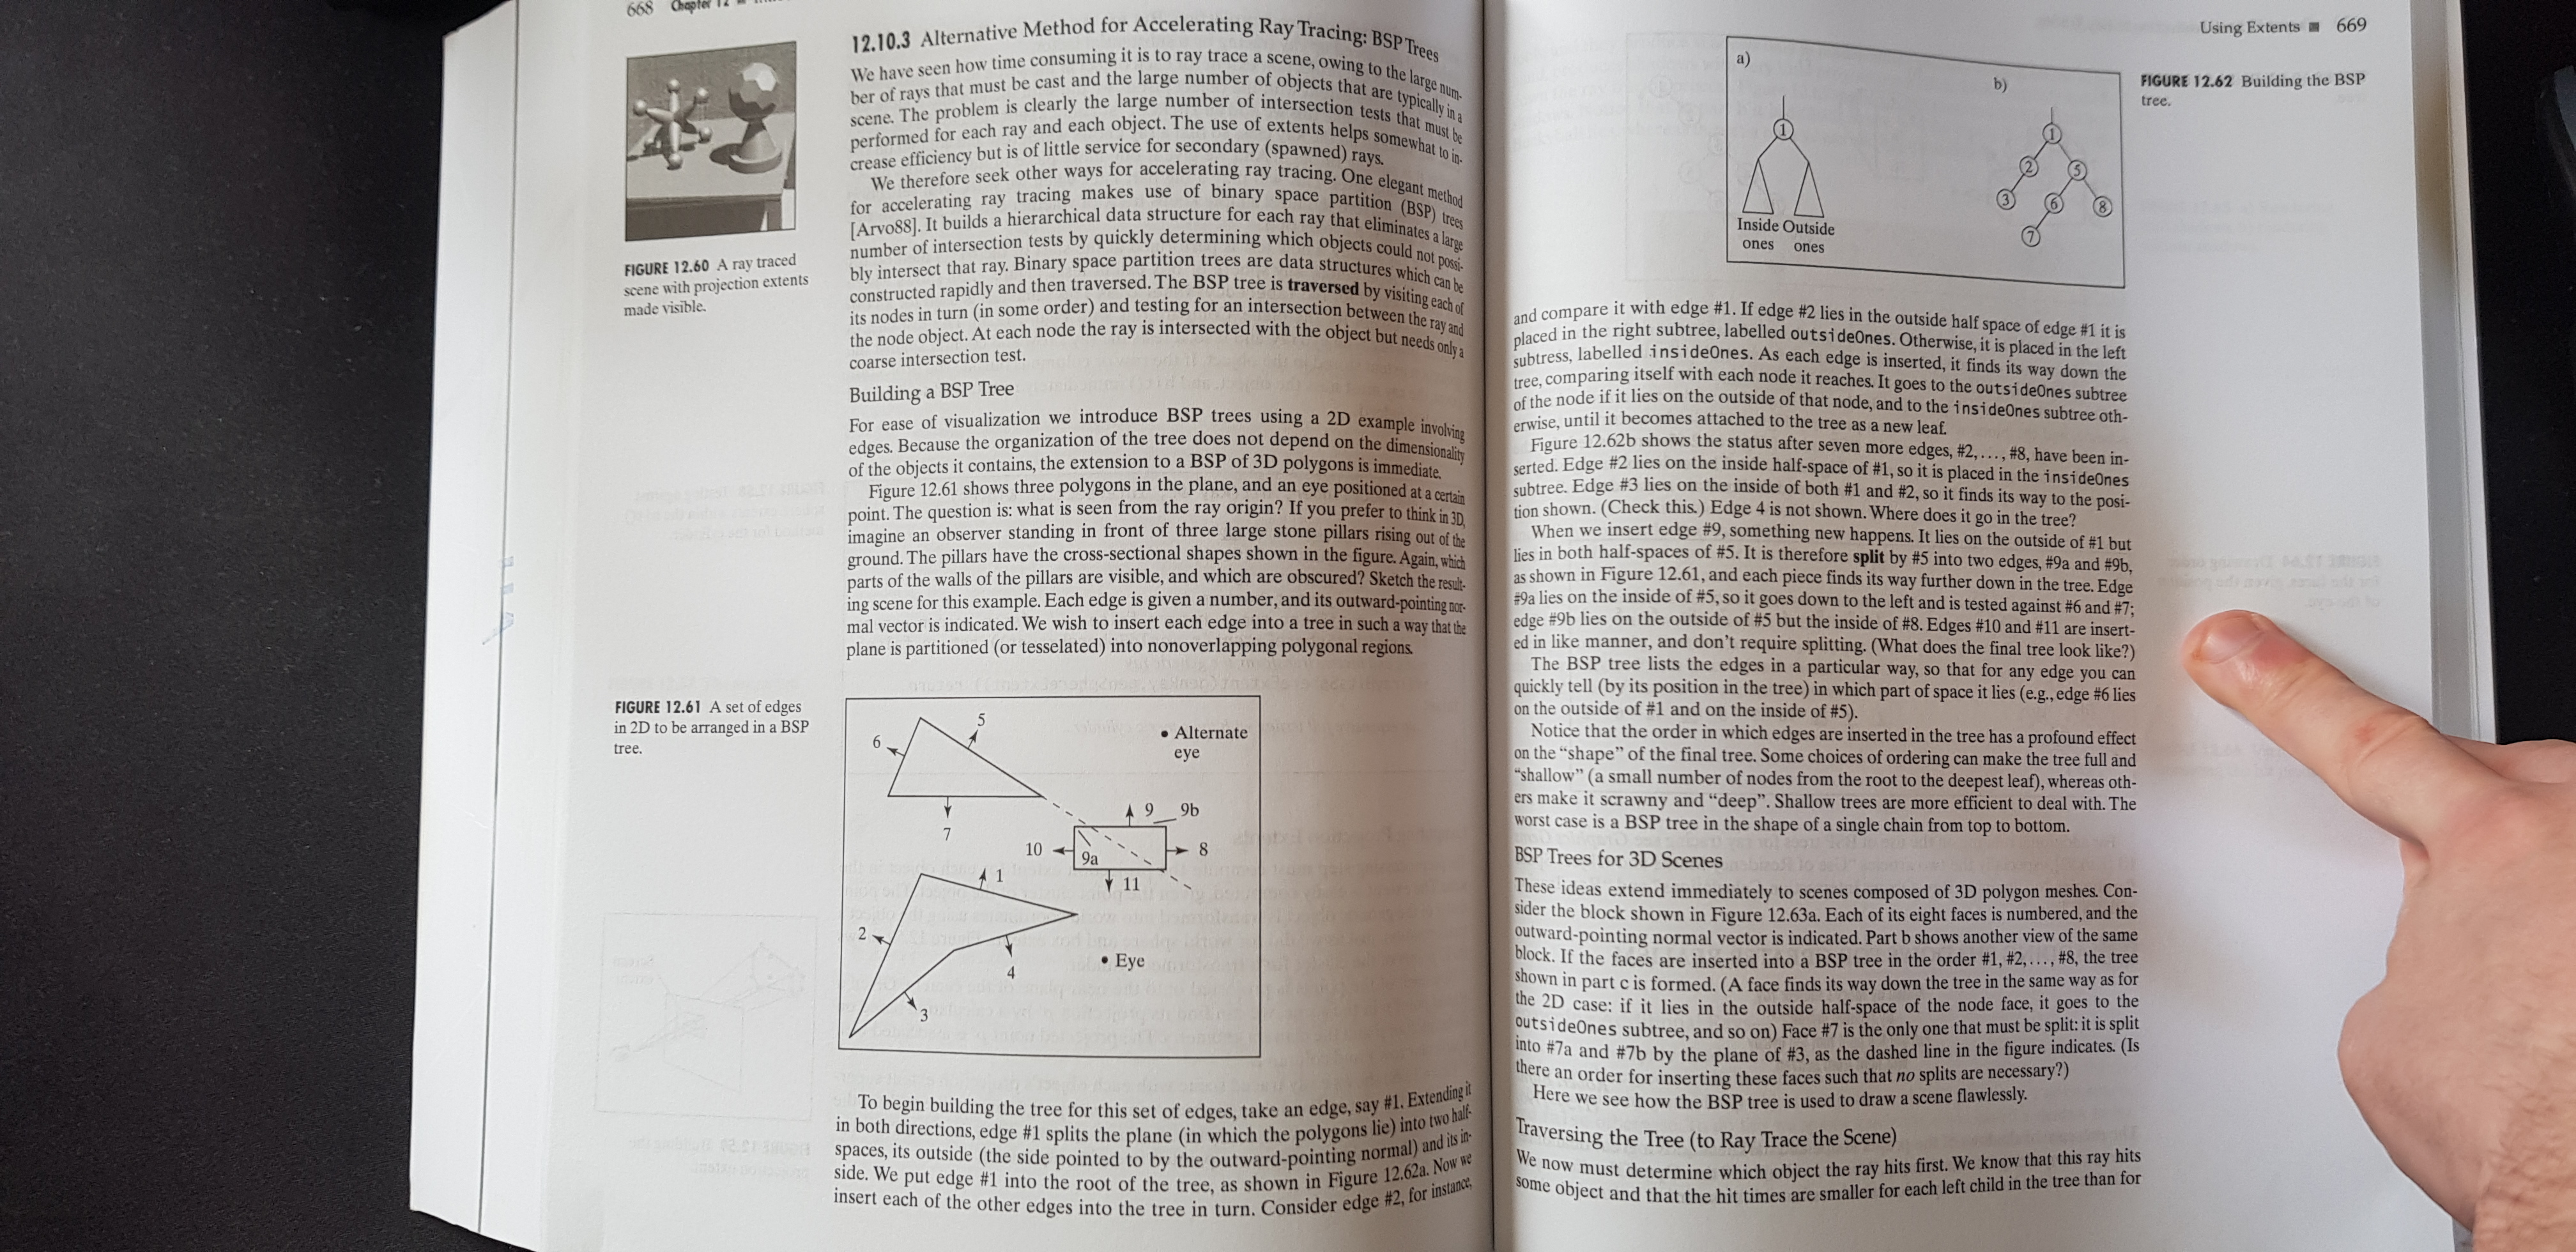 668 Chapter 12
12.10.3 Alternative Method for Accelerating Ray Tracing: BSP Trees
We have seen how time consuming it is to ray trace a scene, owing to the large num-
ber of rays that must be cast and the large number of objects that are typically in a
scene. The problem is clearly the large number of intersection tests that must be
performed for each ray and each object. The use of extents helps somewhat to in-
crease efficiency but is of little service for secondary (spawned) rays.
We therefore seek other ways for accelerating ray tracing. One elegant method
for accelerating ray tracing makes use of binary space partition (BSP) trees
[Arvo88]. It builds a hierarchical data structure for each ray that eliminates a large
number of intersection tests by quickly determining which objects could not possi-
bly intersect that ray. Binary space partition trees are data structures which can be
constructed rapidly and then traversed. The BSP tree is traversed by visiting each of
its nodes in turn (in some order) and testing for an intersection between the ray and
the node object. At each node the ray is intersected with the object but needs only a
coarse intersection test.
FIGURE 12.60 A ray traced
scene with projection extents
made visible.
Building a BSP Tree
For ease of visualization we introduce BSP trees using a 2D example involving
edges. Because the organization of the tree does not depend on the dimensionality
of the objects it contains, the extension to a BSP of 3D polygons is immediate.
Figure 12.61 shows three polygons in the plane, and an eye positioned at a certain
point. The question is: what is seen from the ray origin? If you prefer to think in 3D,
imagine an observer standing in front of three large stone pillars rising out of the
ground. The pillars have the cross-sectional shapes shown in the figure. Again, which
parts of the walls of the pillars are visible, and which are obscured? Sketch the result-
ing scene for this example. Each edge is given a number, and its outward-pointing nor-
mal vector is indicated. We wish to insert each edge into a tree in such a way that the
plane is partitioned (or tesselated) into nonoverlapping polygonal regions.
FIGURE 12.61 A set of edges
in 2D to be arranged in a BSP
tree.
5
6
• Alternate
eye
7
9 9b
10
9a
8
11
1
2
4
• Eye
3
To begin building the tree for this set of edges, take an edge, say #1. Extending it
in both directions, edge #1 splits the plane (in which the polygons lie) into two half-
spaces, its outside (the side pointed to by the outward-pointing normal) and its in-
side. We put edge #1 into the root of the tree, as shown in Figure 12.62a. Now we
insert each of the other edges into the tree in turn. Consider edge #2, for instance,
Using Extents ■ 669
a)
1
Inside Outside
ones ones
b)
1
2 5
3 6 8
7
FIGURE 12.62 Building the BSP
tree.
and compare it with edge #1. If edge #2 lies in the outside half space of edge #1 it is
placed in the right subtree, labelled outsideOnes. Otherwise, it is placed in the left
subtress, labelled insideOnes. As each edge is inserted, it finds its way down the
tree, comparing itself with each node it reaches. It goes to the outsideOnes subtree
of the node if it lies on the outside of that node, and to the insideOnes subtree oth-
erwise, until it becomes attached to the tree as a new leaf.
Figure 12.62b shows the status after seven more edges, #2,..., #8, have been in-
serted. Edge #2 lies on the inside half-space of #1, so it is placed in the insideOnes
subtree. Edge #3 lies on the inside of both #1 and #2, so it finds its way to the posi-
tion shown. (Check this.) Edge 4 is not shown. Where does it go in the tree?
When we insert edge #9, something new happens. It lies on the outside of #1 but
lies in both half-spaces of #5. It is therefore split by #5 into two edges, #9a and #9b,
as shown in Figure 12.61, and each piece finds its way further down in the tree. Edge
#9a lies on the inside of #5, so it goes down to the left and is tested against #6 and #7;
edge #9b lies on the outside of #5 but the inside of #8. Edges #10 and #11 are insert-
ed in like manner, and don't require splitting. (What does the final tree look like?)
The BSP tree lists the edges in a particular way, so that for any edge you can
quickly tell (by its position in the tree) in which part of space it lies (e.g., edge #6 lies
on the outside of #1 and on the inside of #5).
Notice that the order in which edges are inserted in the tree has a profound effect
on the "shape" of the final tree. Some choices of ordering can make the tree full and
"shallow" (a small number of nodes from the root to the deepest leaf), whereas oth-
ers make it scrawny and "deep". Shallow trees are more efficient to deal with. The
worst case is a BSP tree in the shape of a single chain from top to bottom.
BSP Trees for 3D Scenes
These ideas extend immediately to scenes composed of 3D polygon meshes. Con-
sider the block shown in Figure 12.63a. Each of its eight faces is numbered, and the
outward-pointing normal vector is indicated. Part b shows another view of the same
block. If the faces are inserted into a BSP tree in the order #1, #2,..., #8, the tree
shown in part c is formed. (A face finds its way down the tree in the same way as for
the 2D case: if it lies in the outside half-space of the node face, it goes to the
outsideOnes subtree, and so on) Face #7 is the only one that must be split: it is split
into #7a and #7b by the plane of #3, as the dashed line in the figure indicates. (Is
there an order for inserting these faces such that no splits are necessary?)
Here we see how the BSP tree is used to draw a scene flawlessly.
Traversing the Tree (to Ray Trace the Scene)
We now must determine which object the ray hits first. We know that this ray hits
some object and that the hit times are smaller for each left child in the tree than for